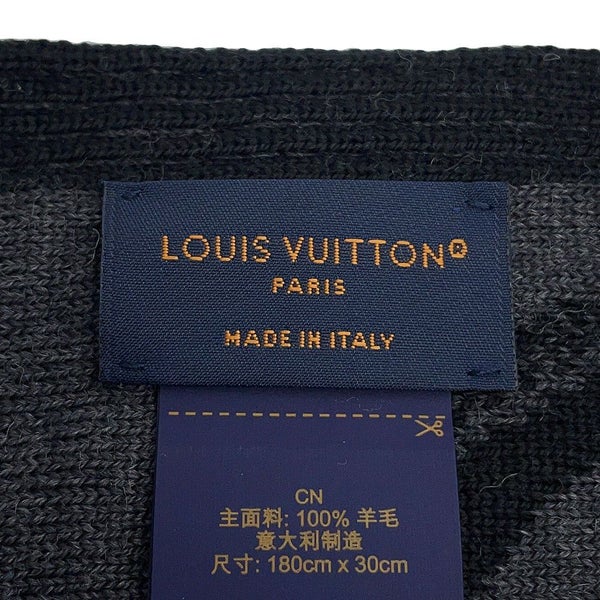 LOUIS VUITTON®
PARIS
MADE IN ITALY
CN
主面料: 100% 羊毛
意大利制造
尺寸: 180cm x 30cm